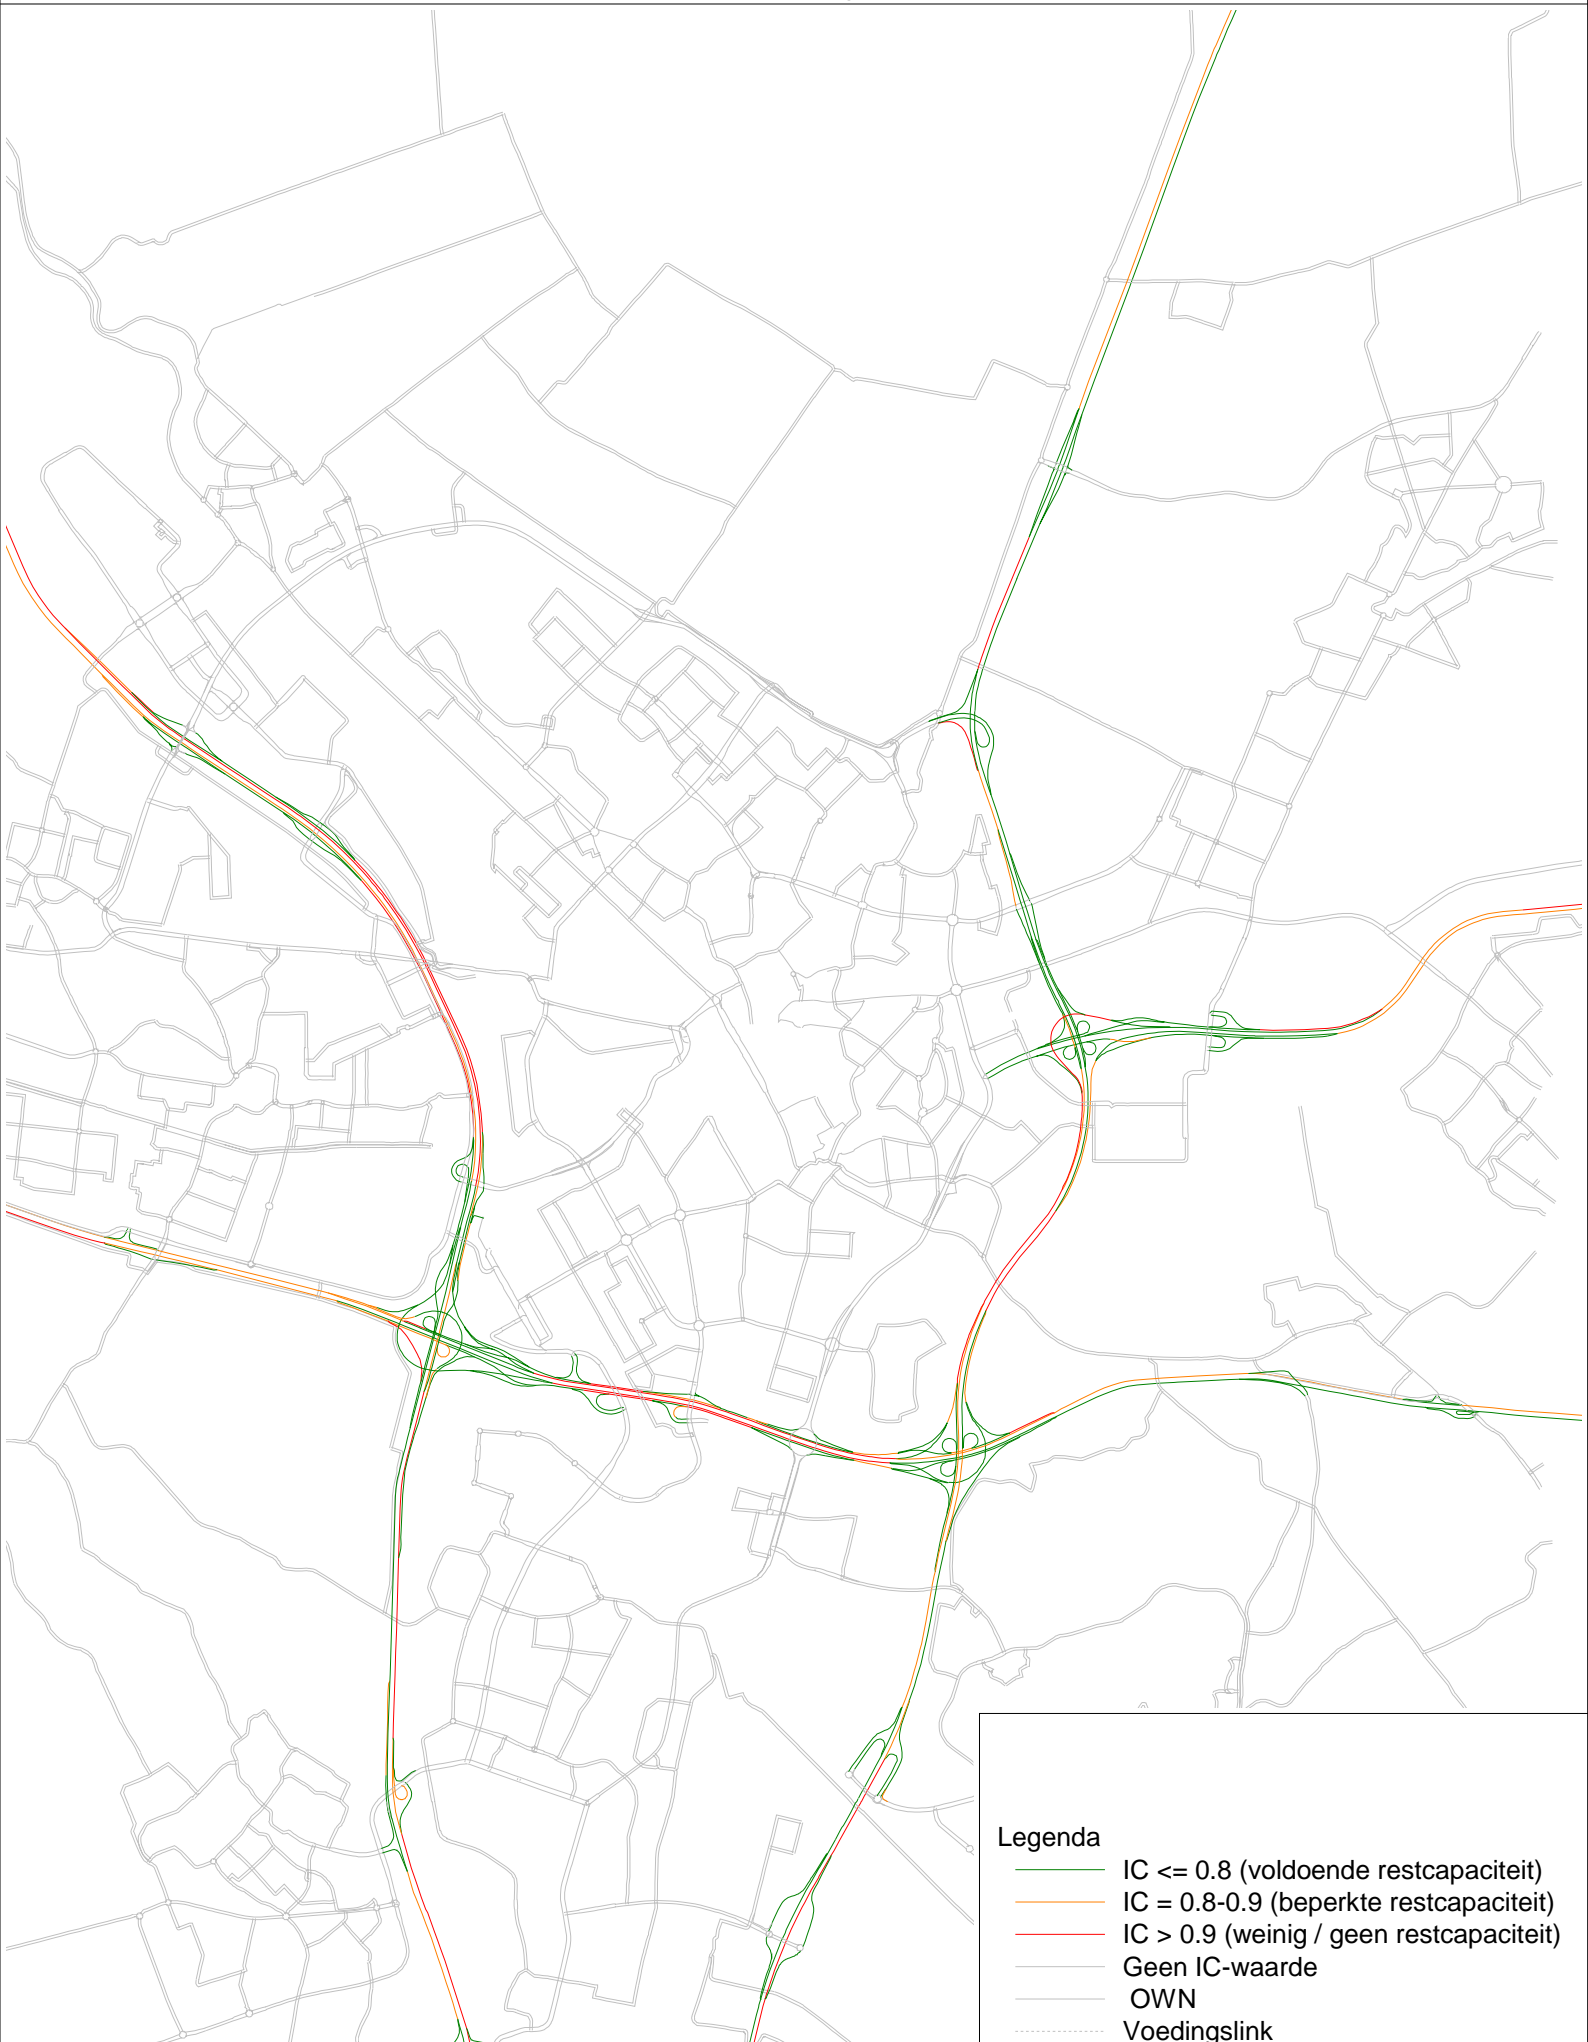 Legenda
IC <= 0.8 (voldoende restcapaciteit)
IC = 0.8-0.9 (beperkte restcapaciteit)
IC > 0.9 (weinig / geen restcapaciteit)
Geen IC-waarde
OWN
Voedingslink